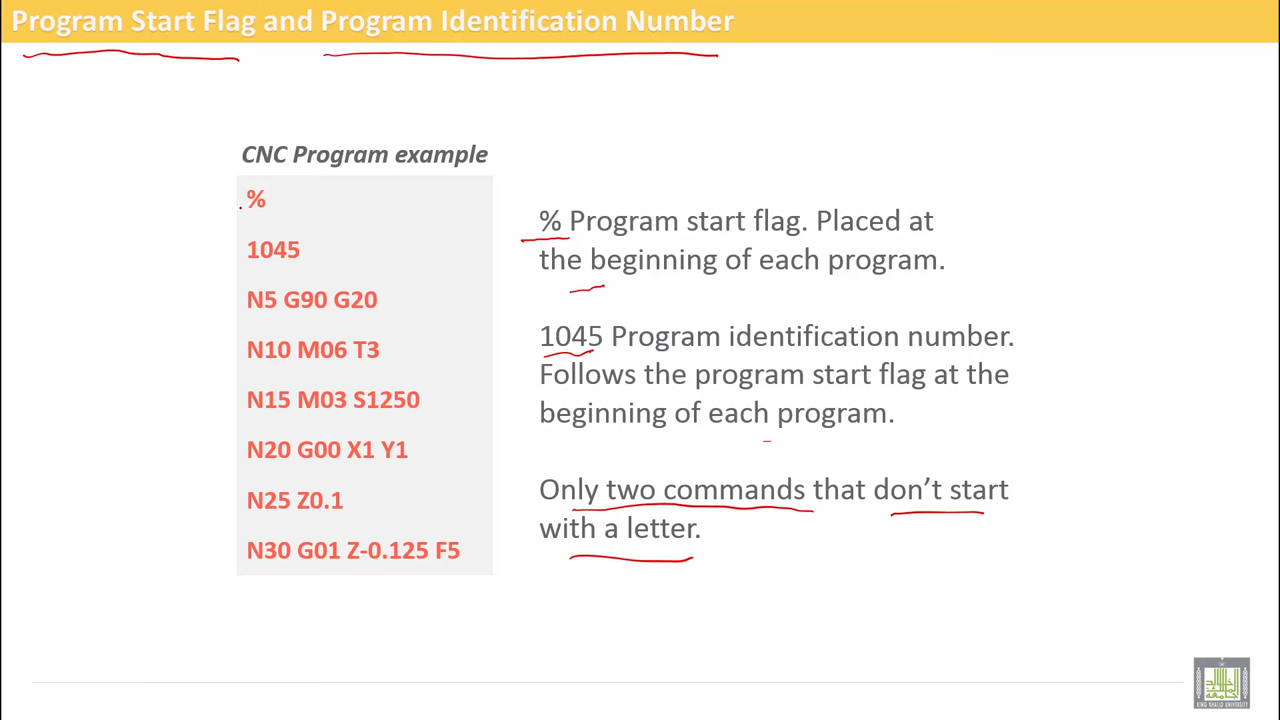 Program Start Flag and Program Identification Number
CNC Program example
%
1045
N5 G90 G20
N10 M06 T3
N15 M03 S1250
N20 G00 X1 Y1
N25 Z0.1
N30 G01 Z-0.125 F5
% Program start flag. Placed at
the beginning of each program.
1045 Program identification number.
Follows the program start flag at the
beginning of each program.
Only two commands that don’t start
with a letter.
KING KHALID UNIVERSITY